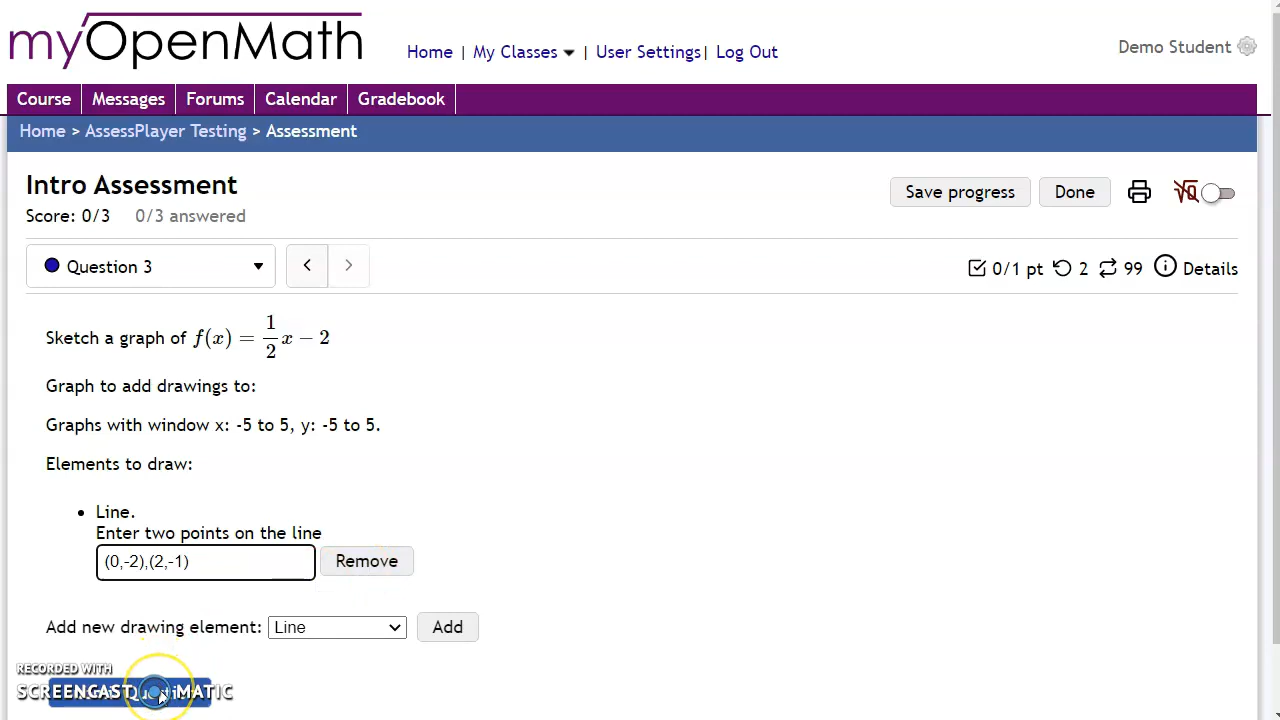 myOpenMath
Home | My Classes | User Settings | Log Out
Demo Student
Course Messages Forums Calendar Gradebook
Home > AssessPlayer Testing > Assessment
Intro Assessment
Save progress Done
Score: 0/3 0/3 answered
Question 3 < >
0/1 pt 2 99 Details
Sketch a graph of f(x) = 1/2 x − 2
Graph to add drawings to:
Graphs with window x: -5 to 5, y: -5 to 5.
Elements to draw:
• Line.
Enter two points on the line
(0,-2),(2,-1) Remove
Add new drawing element: Line Add
RECORDED WITH
SCREENCAST MATIC